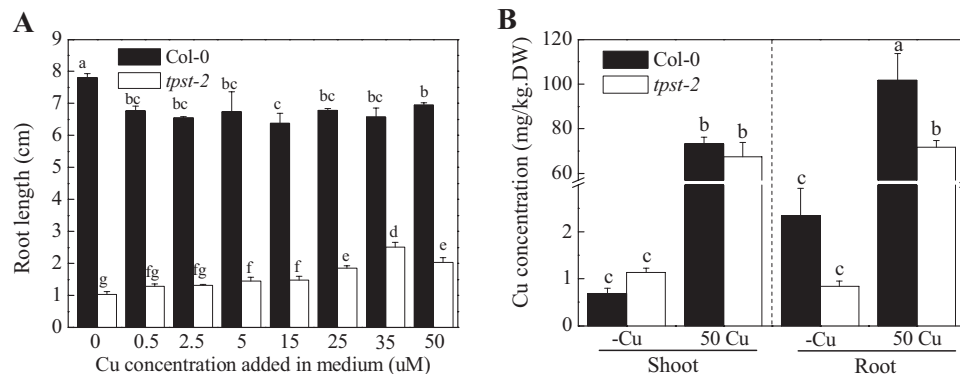 A
9
8
7
6
5
4
3
2
1
0
Root length (cm)
Col-0
tpst-2
a
bc
bc
bc
c
bc
bc
b
g
fg
fg
f
f
e
d
e
0 0.5 2.5 5 15 25 35 50
Cu concentration added in medium (uM)
B
120
100
80
60
2
1
0
Cu concentration (mg/kg.DW)
Col-0
tpst-2
c
c
b
b
c
c
a
b
-Cu 50 Cu -Cu 50 Cu
Shoot Root